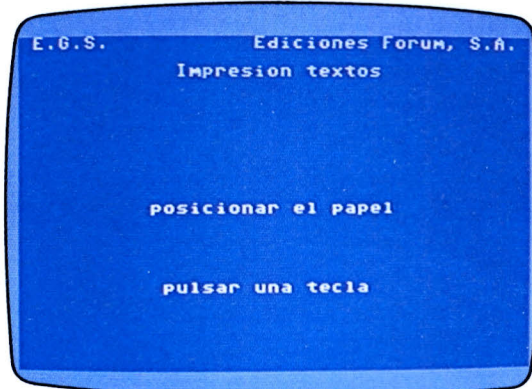 E.G.S. Ediciones Forum, S.A.
Impresion textos
posicionar el papel
pulsar una tecla